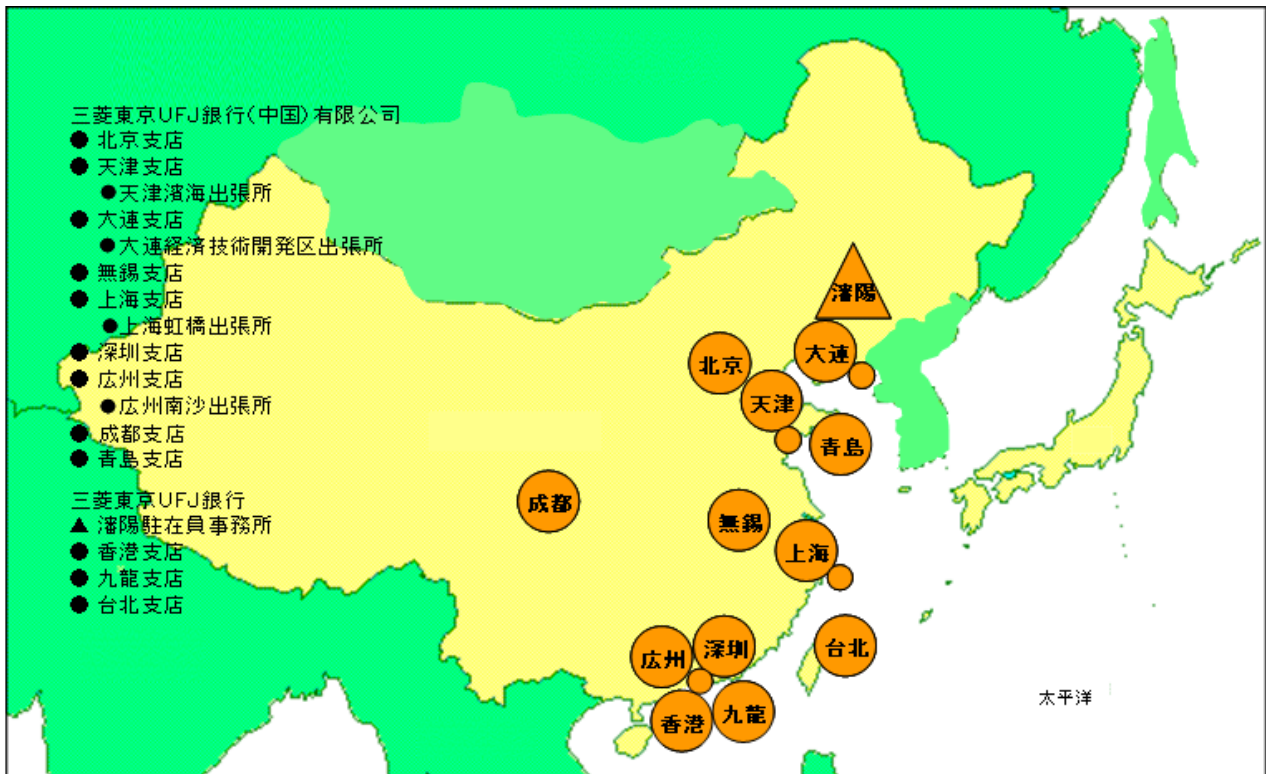 三菱東京UFJ銀行(中国)有限公司
● 北京支店
● 天津支店
●天津濱海出張所
● 大連支店
●大連経済技術開発区出張所
● 無錫支店
● 上海支店
●上海虹橋出張所
● 深圳支店
● 広州支店
●広州南沙出張所
● 成都支店
● 青島支店
三菱東京UFJ銀行
▲ 瀋陽駐在員事務所
● 香港支店
● 九龍支店
● 台北支店
瀋陽
大連
北京
天津
青島
成都
無錫
上海
広州
深圳
台北
香港
九龍
太平洋